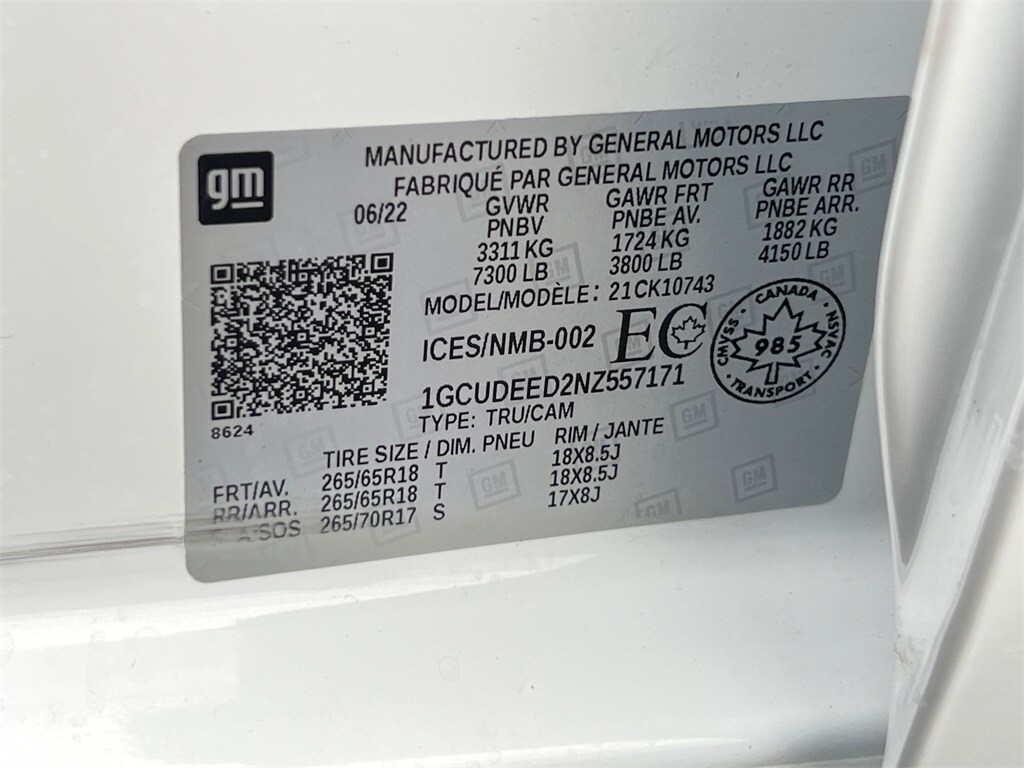 gm
MANUFACTURED BY GENERAL MOTORS LLC
FABRIQUÉ PAR GENERAL MOTORS LLC
06/22 GVWR GAWR FRT GAWR RR
PNBV PNBE AV. PNBE ARR.
3311 KG 1724 KG 1882 KG
7300 LB 3800 LB 4150 LB
MODEL/MODÈLE: 21CK10743
ICES/NMB-002 EC
CMVSS · CANADA · NSVAC · TRANSPORT ·
985
1GCUDEED2NZ557171
TYPE: TRU/CAM
8624
TIRE SIZE / DIM. PNEU RIM / JANTE
FRT/AV. 265/65R18 T 18X8.5J
RR/ARR. 265/65R18 T 18X8.5J
265/70R17 S 17X8J